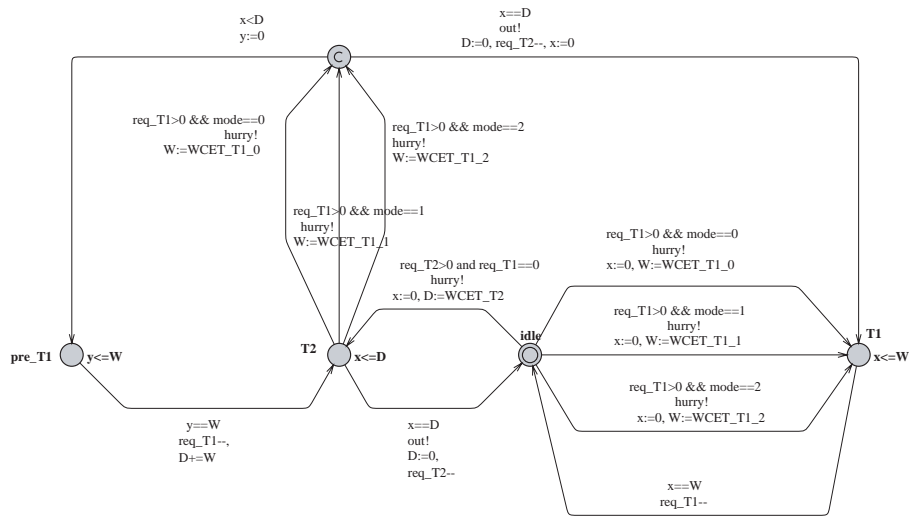 x<D
y:=0
x==D
out!
D:=0, req_T2--, x:=0
C
req_T1>0 && mode==0
hurry!
W:=WCET_T1_0
req_T1>0 && mode==2
hurry!
W:=WCET_T1_2
req_T1>0 && mode==1
hurry!
W:=WCET_T1_1
req_T2>0 and req_T1==0
hurry!
x:=0, D:=WCET_T2
req_T1>0 && mode==0
hurry!
x:=0, W:=WCET_T1_0
req_T1>0 && mode==1
hurry!
x:=0, W:=WCET_T1_1
req_T1>0 && mode==2
hurry!
x:=0, W:=WCET_T1_2
pre_T1
y<=W
T2
x<=D
idle
T1
x<=W
y==W
req_T1--,
D+=W
x==D
out!
D:=0,
req_T2--
x==W
req_T1--